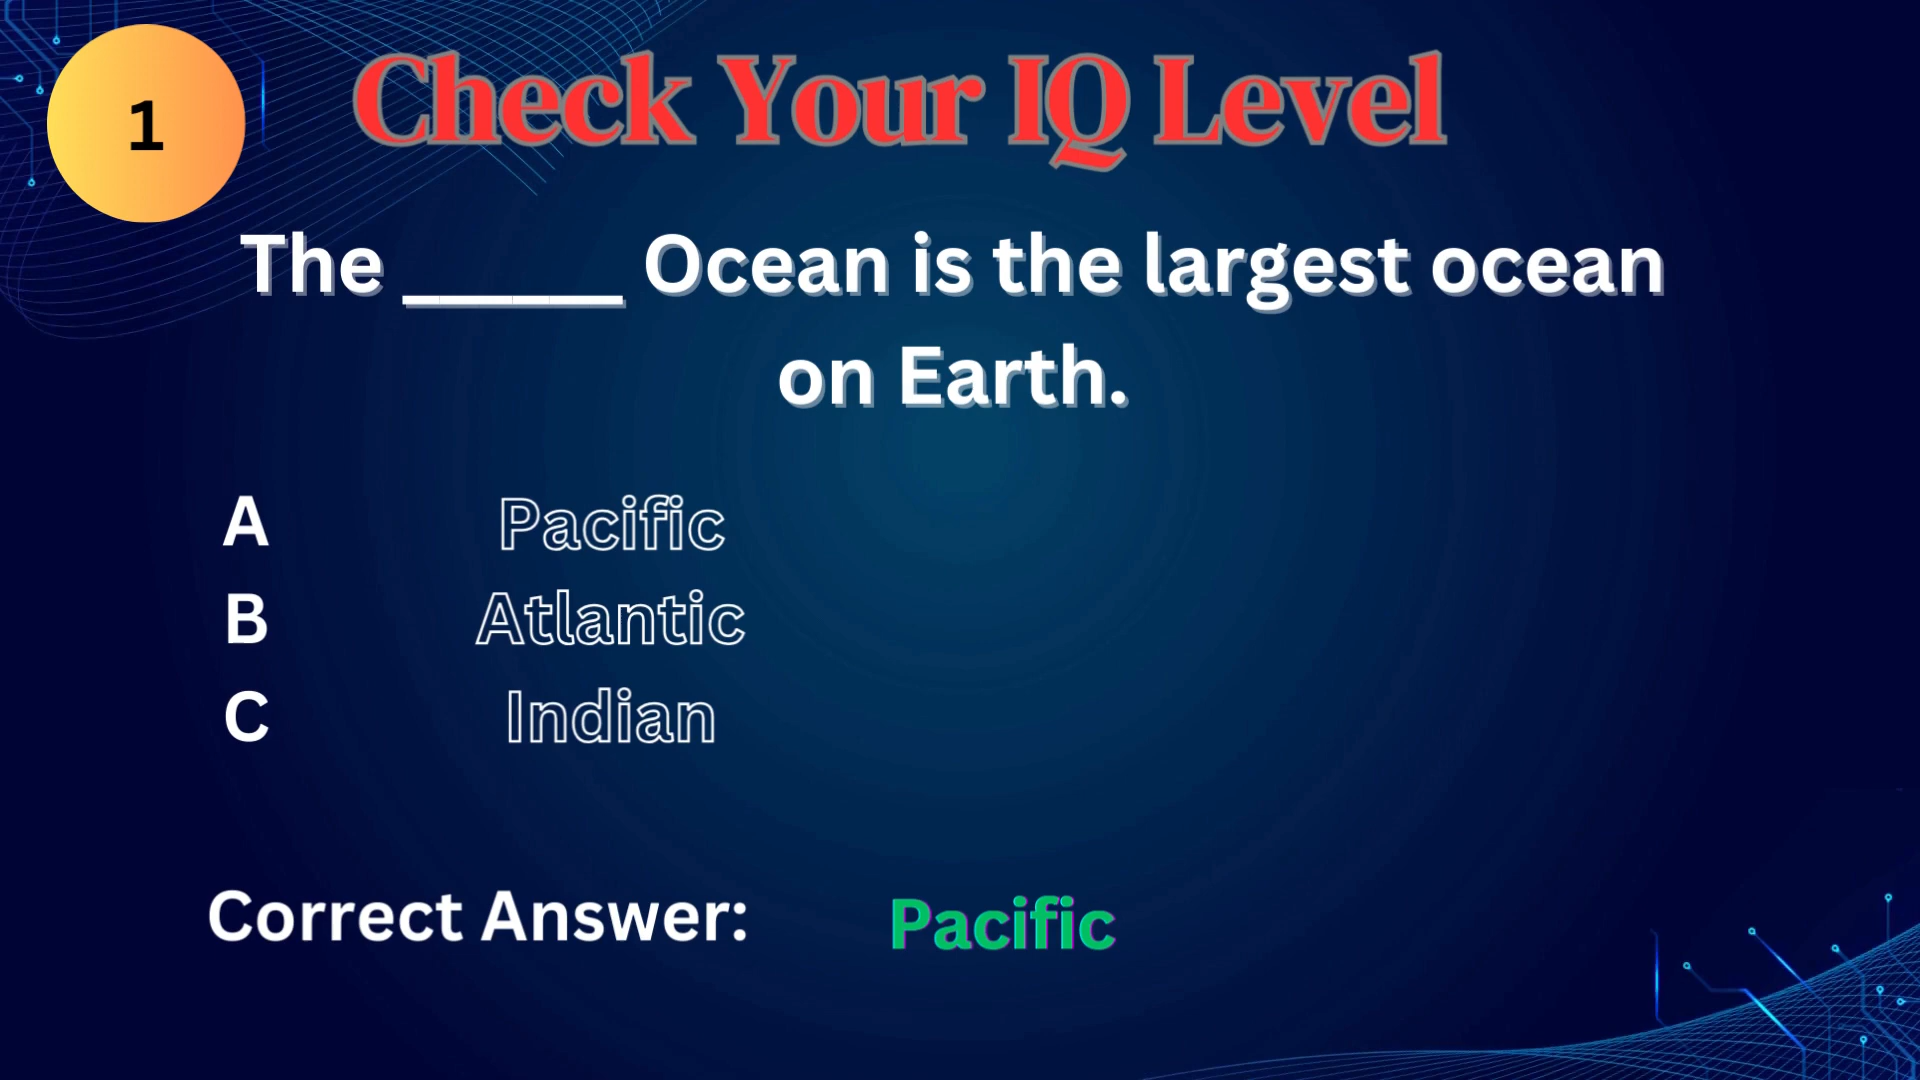 1
Check Your IQ Level
The ______ Ocean is the largest ocean
on Earth.
A Pacific
B Atlantic
C Indian
Correct Answer: Pacific